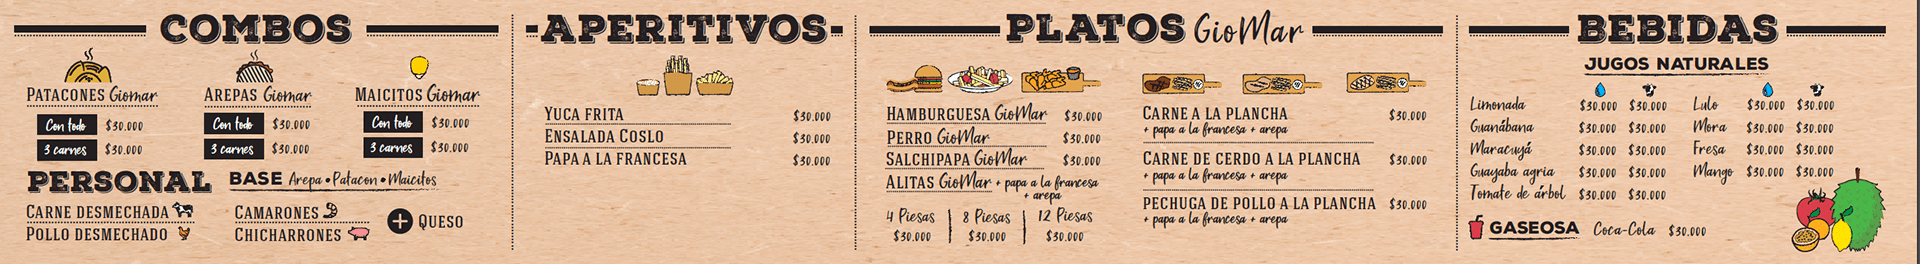 COMBOS
PATACONES Giomar
Con todo $30.000
3 carnes $30.000
AREPAS Giomar
Con todo $30.000
3 carnes $30.000
MAICITOS Giomar
Con todo $30.000
3 carnes $30.000
PERSONAL
BASE Arepa • Patacon • Maicitos
CARNE DESMECHADA
POLLO DESMECHADO
CAMARONES
CHICHARRONES
+ QUESO
-APERITIVOS-
YUCA FRITA $30.000
ENSALADA COSLO $30.000
PAPA A LA FRANCESA $30.000
PLATOS GioMar
HAMBURGUESA GioMar $30.000
PERRO GioMar $30.000
SALCHIPAPA GioMar $30.000
ALITAS GioMar + papa a la francesa
+ arepa
4 Piesas 8 Piesas 12 Piesas
$30.000 $30.000 $30.000
CARNE A LA PLANCHA $30.000
+ papa a la francesa + arepa
CARNE DE CERDO A LA PLANCHA $30.000
+ papa a la francesa + arepa
PECHUGA DE POLLO A LA PLANCHA $30.000
+ papa a la francesa + arepa
BEBIDAS
JUGOS NATURALES
Limonada $30.000 $30.000
Guanábana $30.000 $30.000
Maracuyá $30.000 $30.000
Guayaba agria $30.000 $30.000
Tomate de árbol $30.000 $30.000
Lulo $30.000 $30.000
Mora $30.000 $30.000
Fresa $30.000 $30.000
Mango $30.000 $30.000
GASEOSA Coca-Cola $30.000